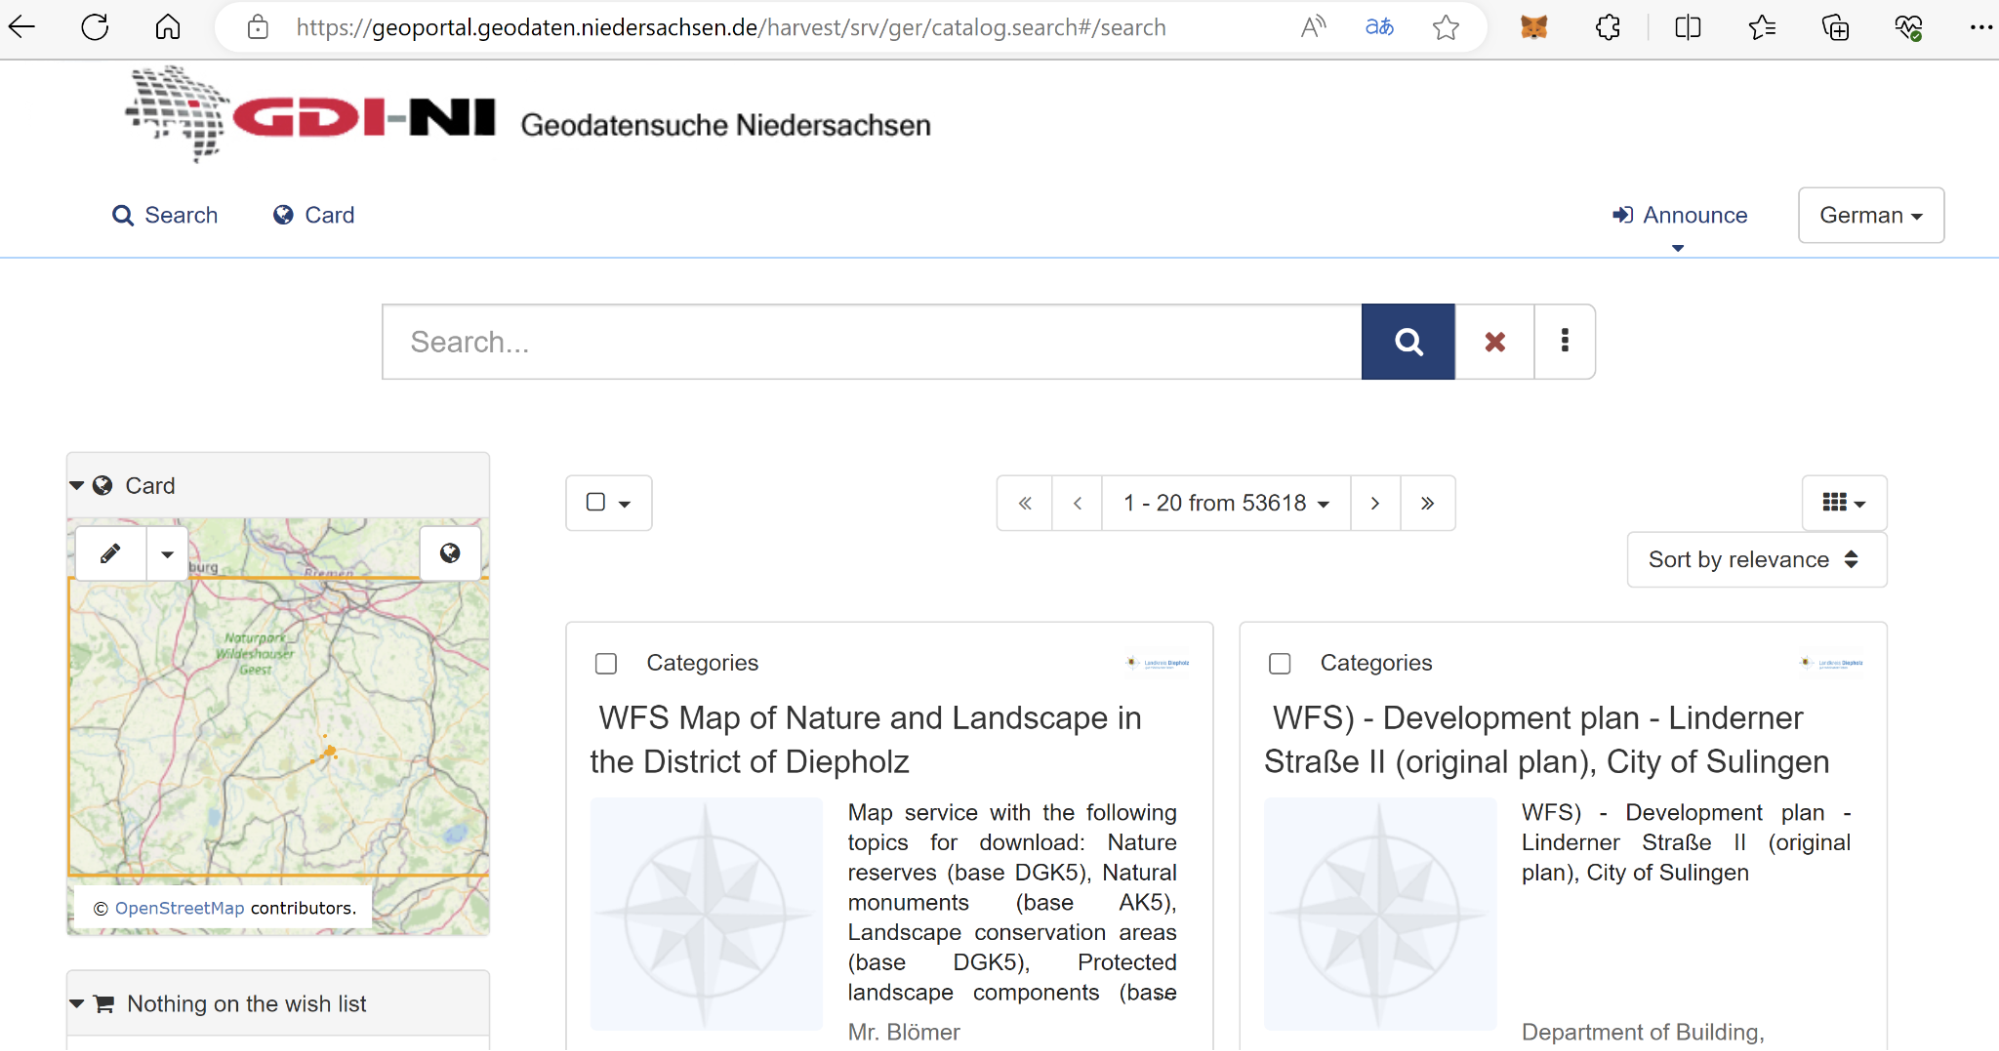 https://geoportal.geodaten.niedersachsen.de/harvest/srv/ger/catalog.search#/search
GDI-NI Geodatensuche Niedersachsen
Search Card Announce German
Search...
Card
1 - 20 from 53618
Sort by relevance
burg
Bremen
Naturpark
Wildeshauser
Geest
© OpenStreetMap contributors.
Nothing on the wish list
Categories
Landkreis Diepholz
WFS Map of Nature and Landscape in
the District of Diepholz
Map service with the following
topics for download: Nature
reserves (base DGK5), Natural
monuments (base AK5),
Landscape conservation areas
(base DGK5), Protected
landscape components (base
Mr. Blömer
Categories
Landkreis Diepholz
WFS) - Development plan - Linderner
Straße II (original plan), City of Sulingen
WFS) - Development plan -
Linderner Straße II (original
plan), City of Sulingen
Department of Building,